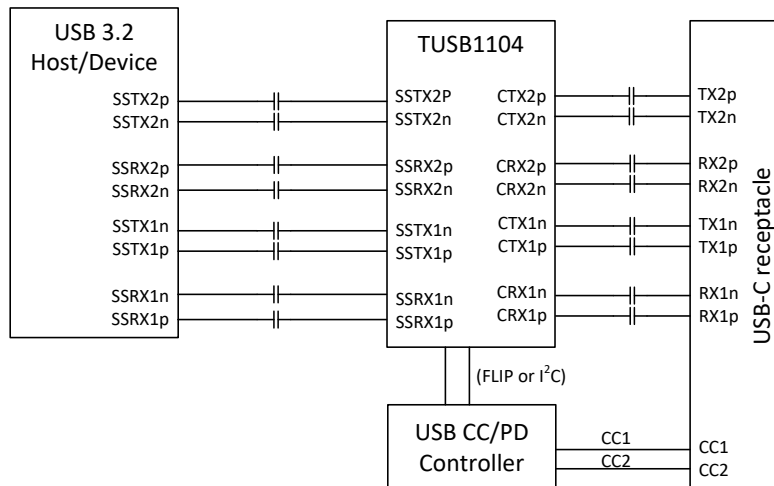 USB 3.2
Host/Device
SSTX2p
SSTX2n
SSRX2p
SSRX2n
SSTX1n
SSTX1p
SSRX1n
SSRX1p
TUSB1104
SSTX2P
SSTX2n
SSRX2p
SSRX2n
SSTX1n
SSTX1p
SSRX1n
SSRX1p
CTX2p
CTX2n
CRX2p
CRX2n
CTX1n
CTX1p
CRX1n
CRX1p
TX2p
TX2n
RX2p
RX2n
TX1n
TX1p
RX1n
RX1p
USB-C receptacle
(FLIP or I²C)
USB CC/PD
Controller
CC1
CC2
CC1
CC2